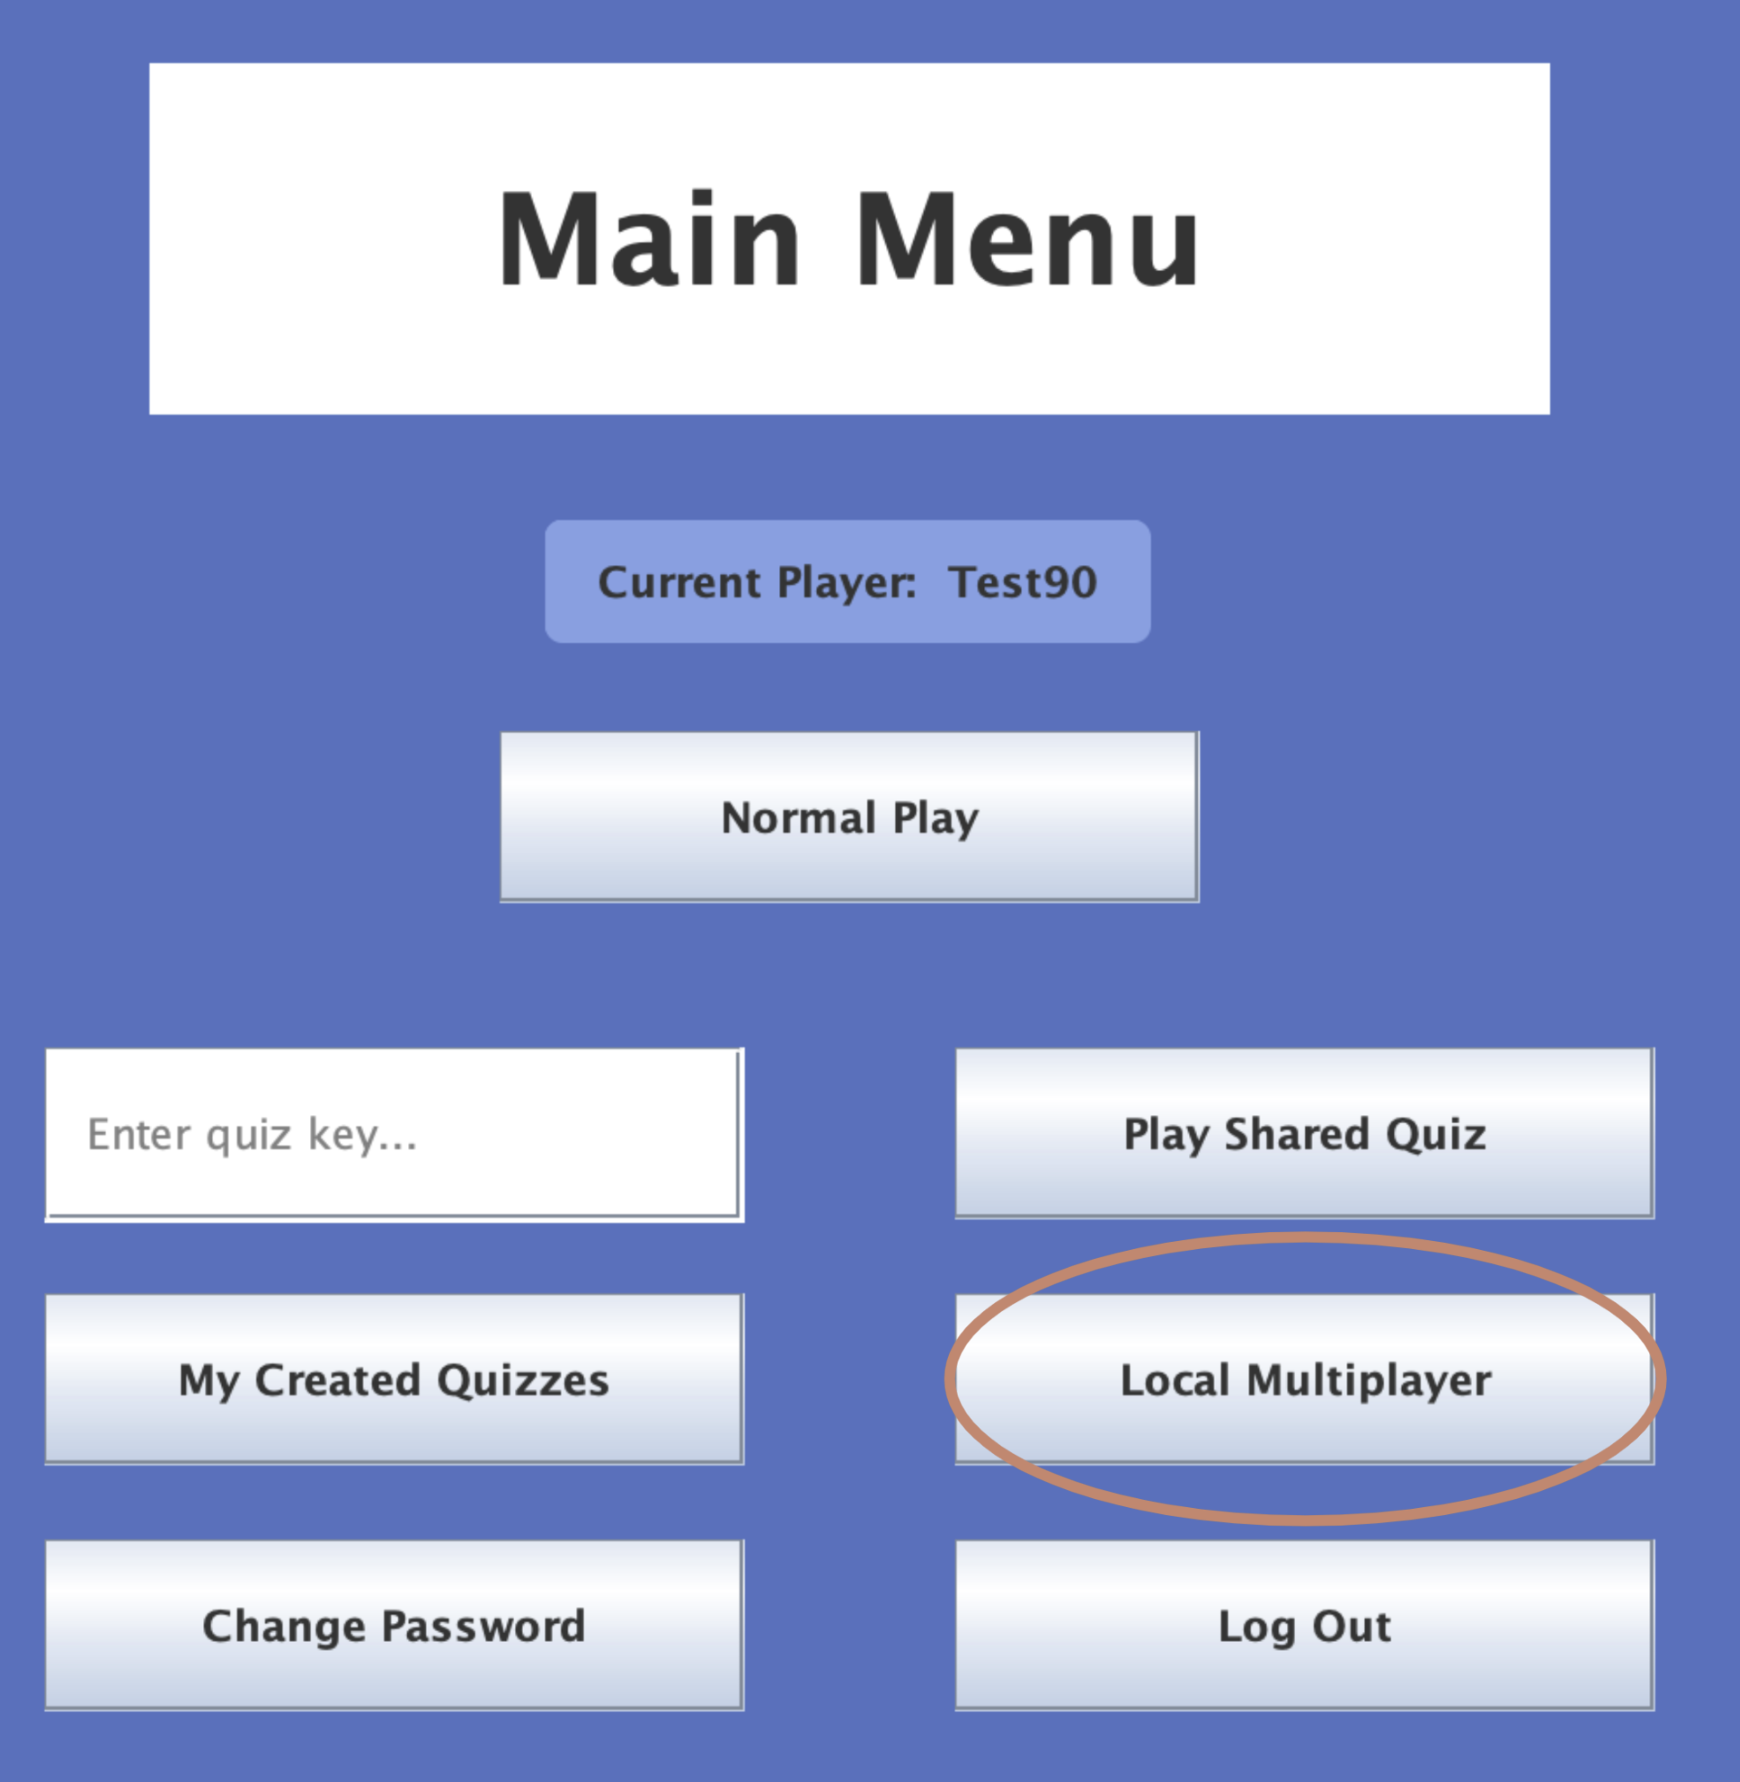 Main Menu
Current Player: Test90
Normal Play
Enter quiz key...
Play Shared Quiz
My Created Quizzes
Local Multiplayer
Change Password
Log Out